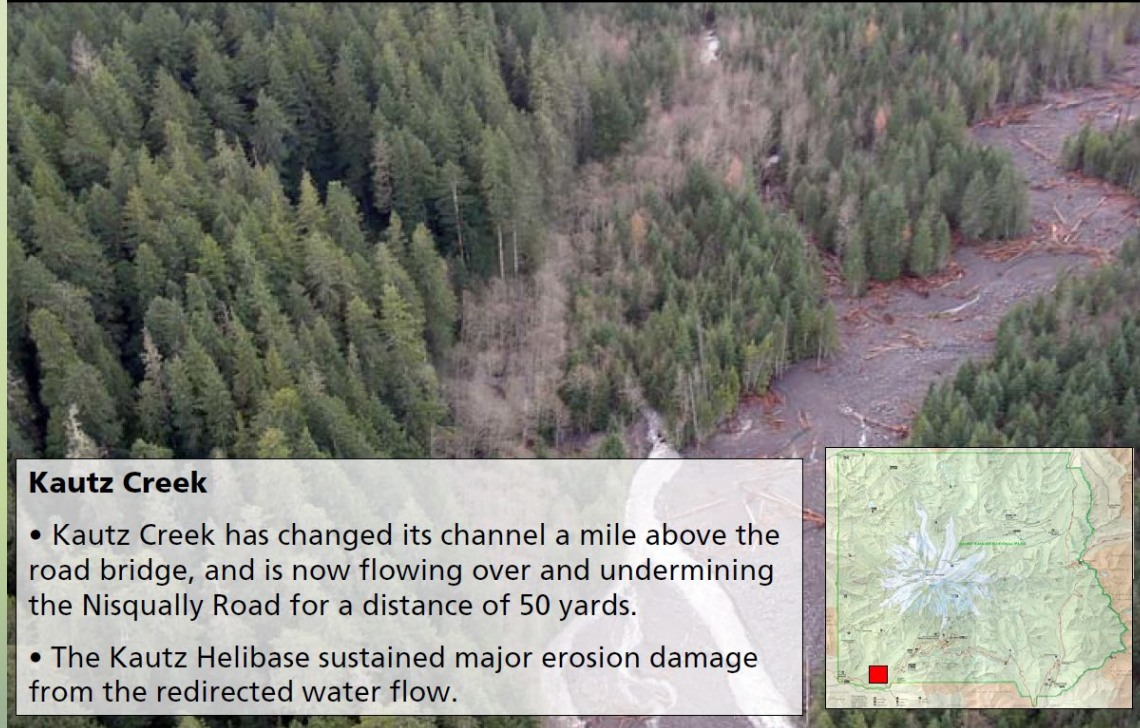 Kautz Creek
• Kautz Creek has changed its channel a mile above the
road bridge, and is now flowing over and undermining
the Nisqually Road for a distance of 50 yards.
• The Kautz Helibase sustained major erosion damage
from the redirected water flow.